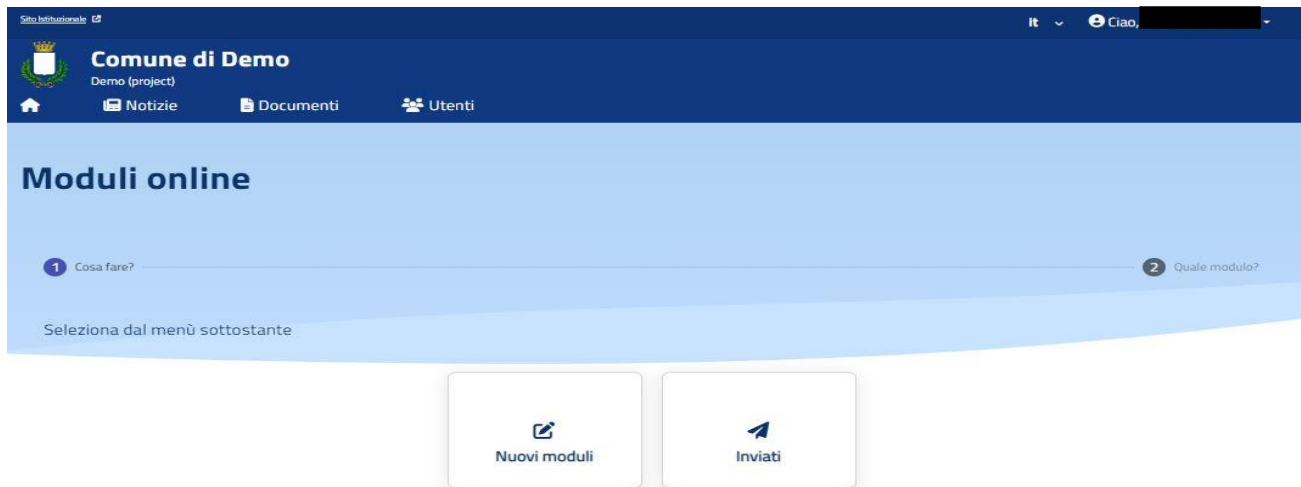 Sito Istituzionale
It
Ciao,
Comune di Demo
Demo (project)
Notizie Documenti Utenti
Moduli online
1 Cosa fare? 2 Quale modulo?
Seleziona dal menù sottostante
Nuovi moduli Inviati